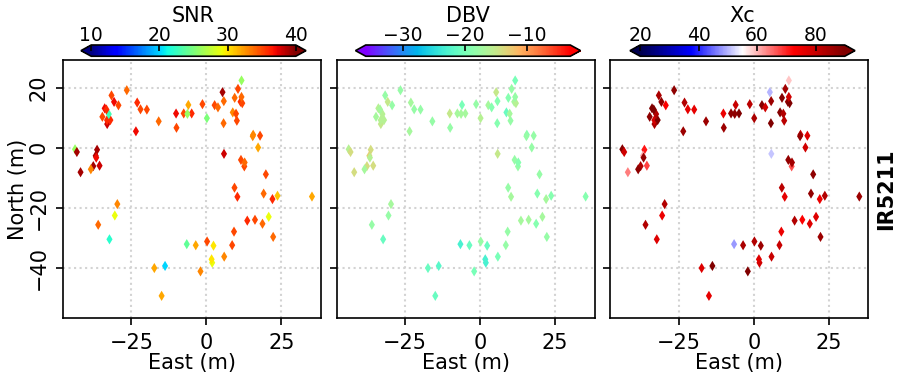 SNR DBV Xc
10 20 30 40 −30 −20 −10 20 40 60 80
20
0
−20
−40
North (m)
IR5211
−25 0 25 −25 0 25 −25 0 25
East (m) East (m) East (m)